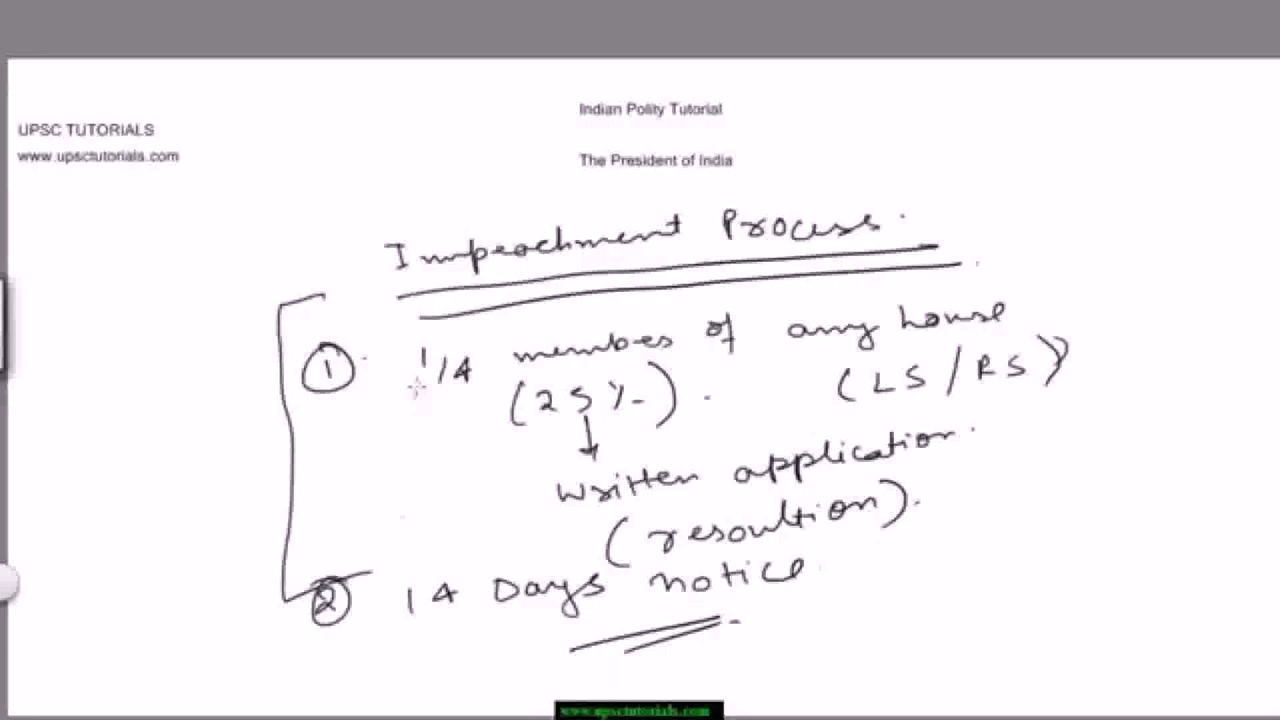 Indian Polity Tutorial
UPSC TUTORIALS
www.upsctutorials.com
The President of India
Impeachment Process.
1 1/4 members of any house
(25%). (LS/RS)
Written application.
(resoultion).
2 14 Days notice
www.upsctutorials.com